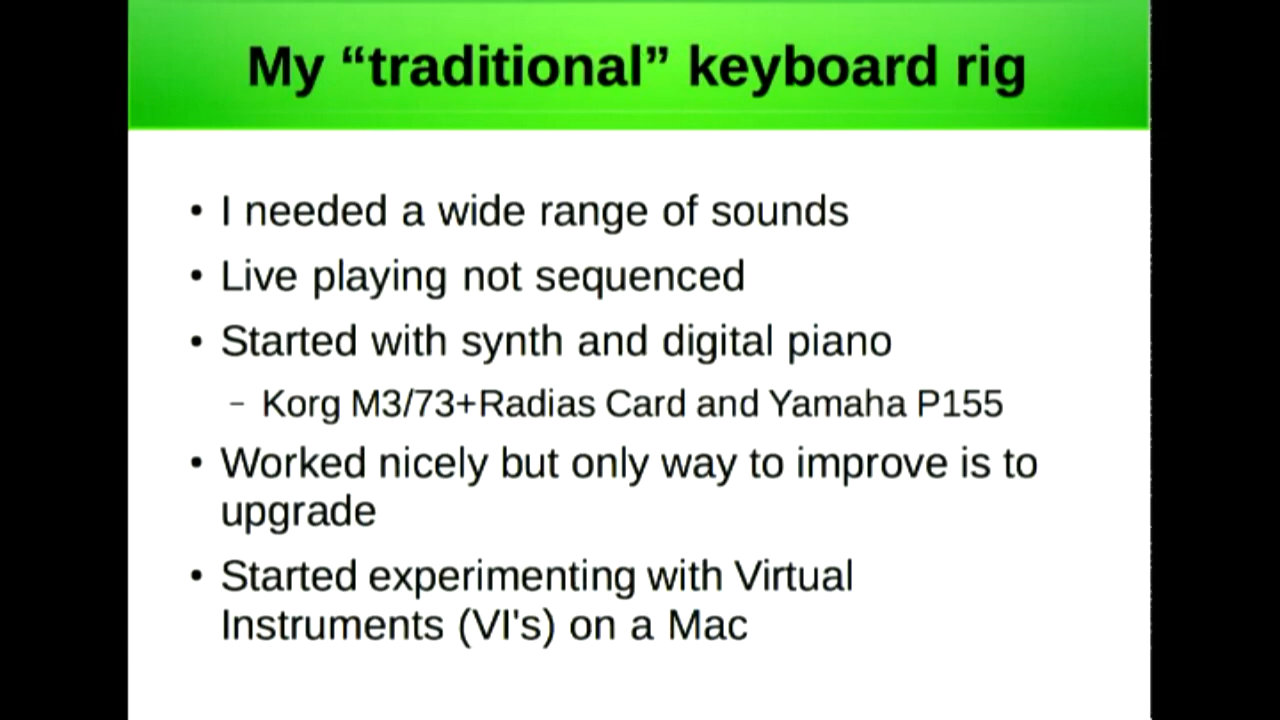 My “traditional” keyboard rig
• I needed a wide range of sounds
• Live playing not sequenced
• Started with synth and digital piano
– Korg M3/73+Radias Card and Yamaha P155
• Worked nicely but only way to improve is to
upgrade
• Started experimenting with Virtual
Instruments (VI's) on a Mac